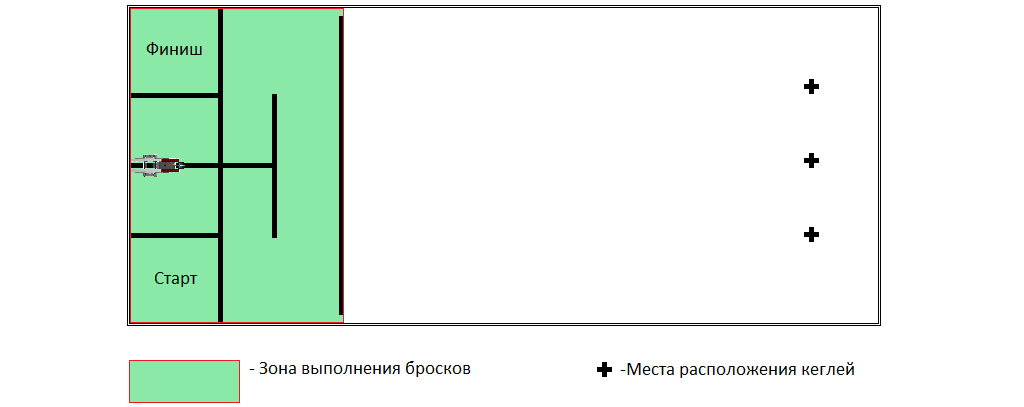 Финиш
Старт
- Зона выполнения бросков
-Места расположения кеглей